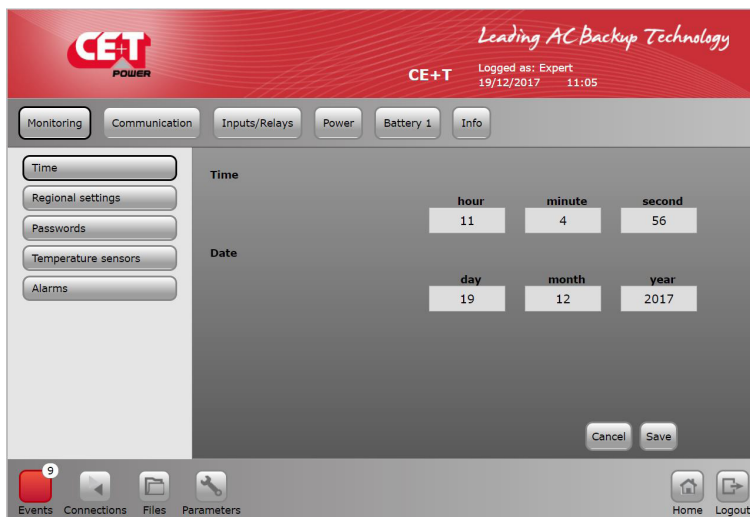 CE+T
POWER
Leading AC Backup Technology
CE+T
Logged as: Expert
19/12/2017 11:05
Monitoring Communication Inputs/Relays Power Battery 1 Info
Time
Regional settings
Passwords
Temperature sensors
Alarms
Time
hour minute second
11 4 56
Date
day month year
19 12 2017
Cancel Save
9
Events Connections Files Parameters Home Logout